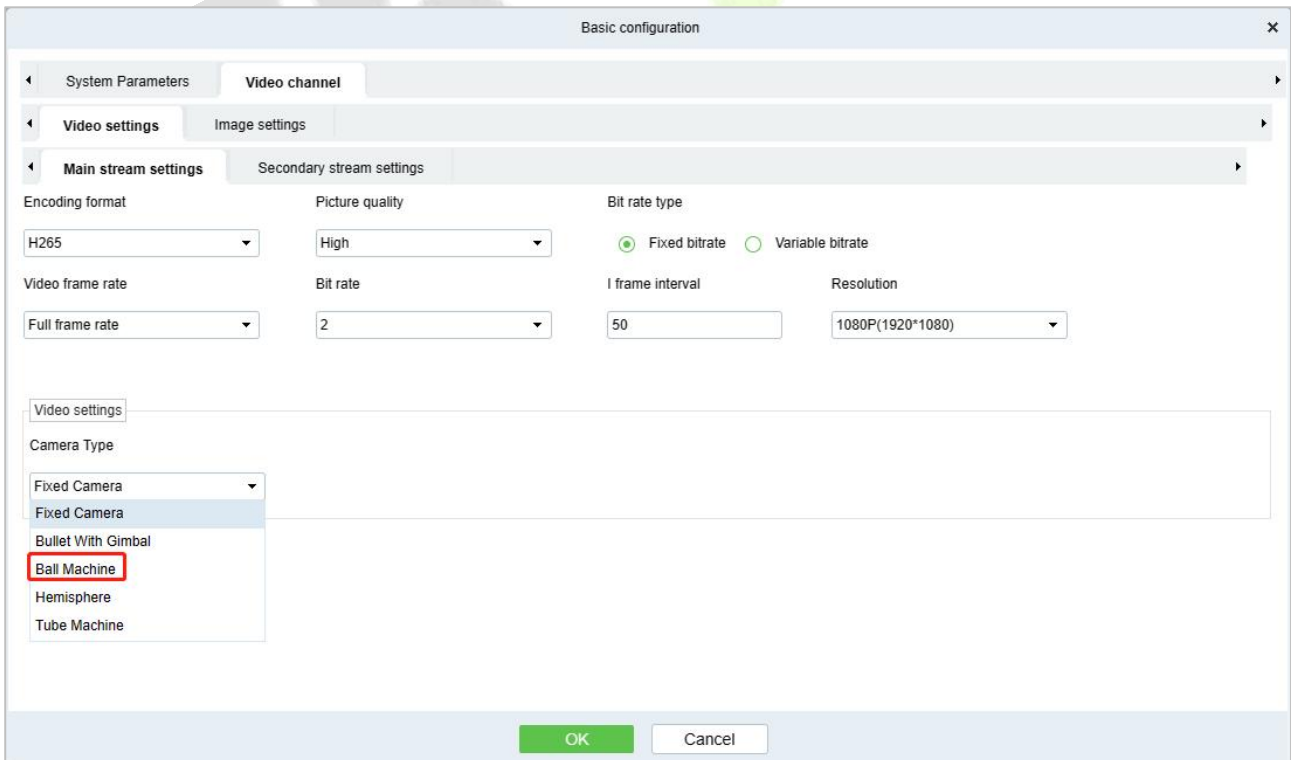 Basic configuration ×
System Parameters Video channel
Video settings Image settings
Main stream settings Secondary stream settings
Encoding format Picture quality Bit rate type
H265 High Fixed bitrate Variable bitrate
Video frame rate Bit rate I frame interval Resolution
Full frame rate 2 50 1080P(1920*1080)
Video settings
Camera Type
Fixed Camera
Fixed Camera
Bullet With Gimbal
Ball Machine
Hemisphere
Tube Machine
OK Cancel